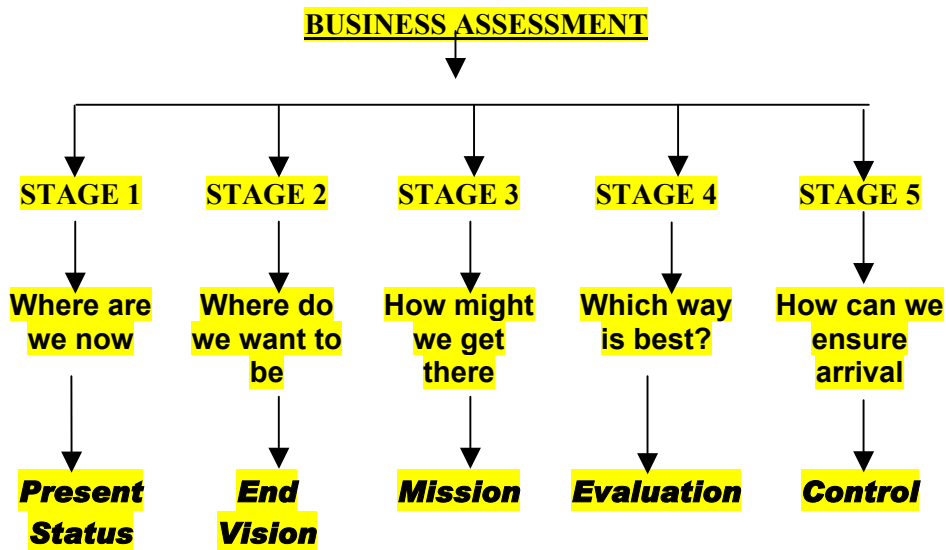 BUSINESS ASSESSMENT
STAGE 1
STAGE 2
STAGE 3
STAGE 4
STAGE 5
Where are
we now
Where do
we want to
be
How might
we get
there
Which way
is best?
How can we
ensure
arrival
Present
Status
End
Vision
Mission
Evaluation
Control